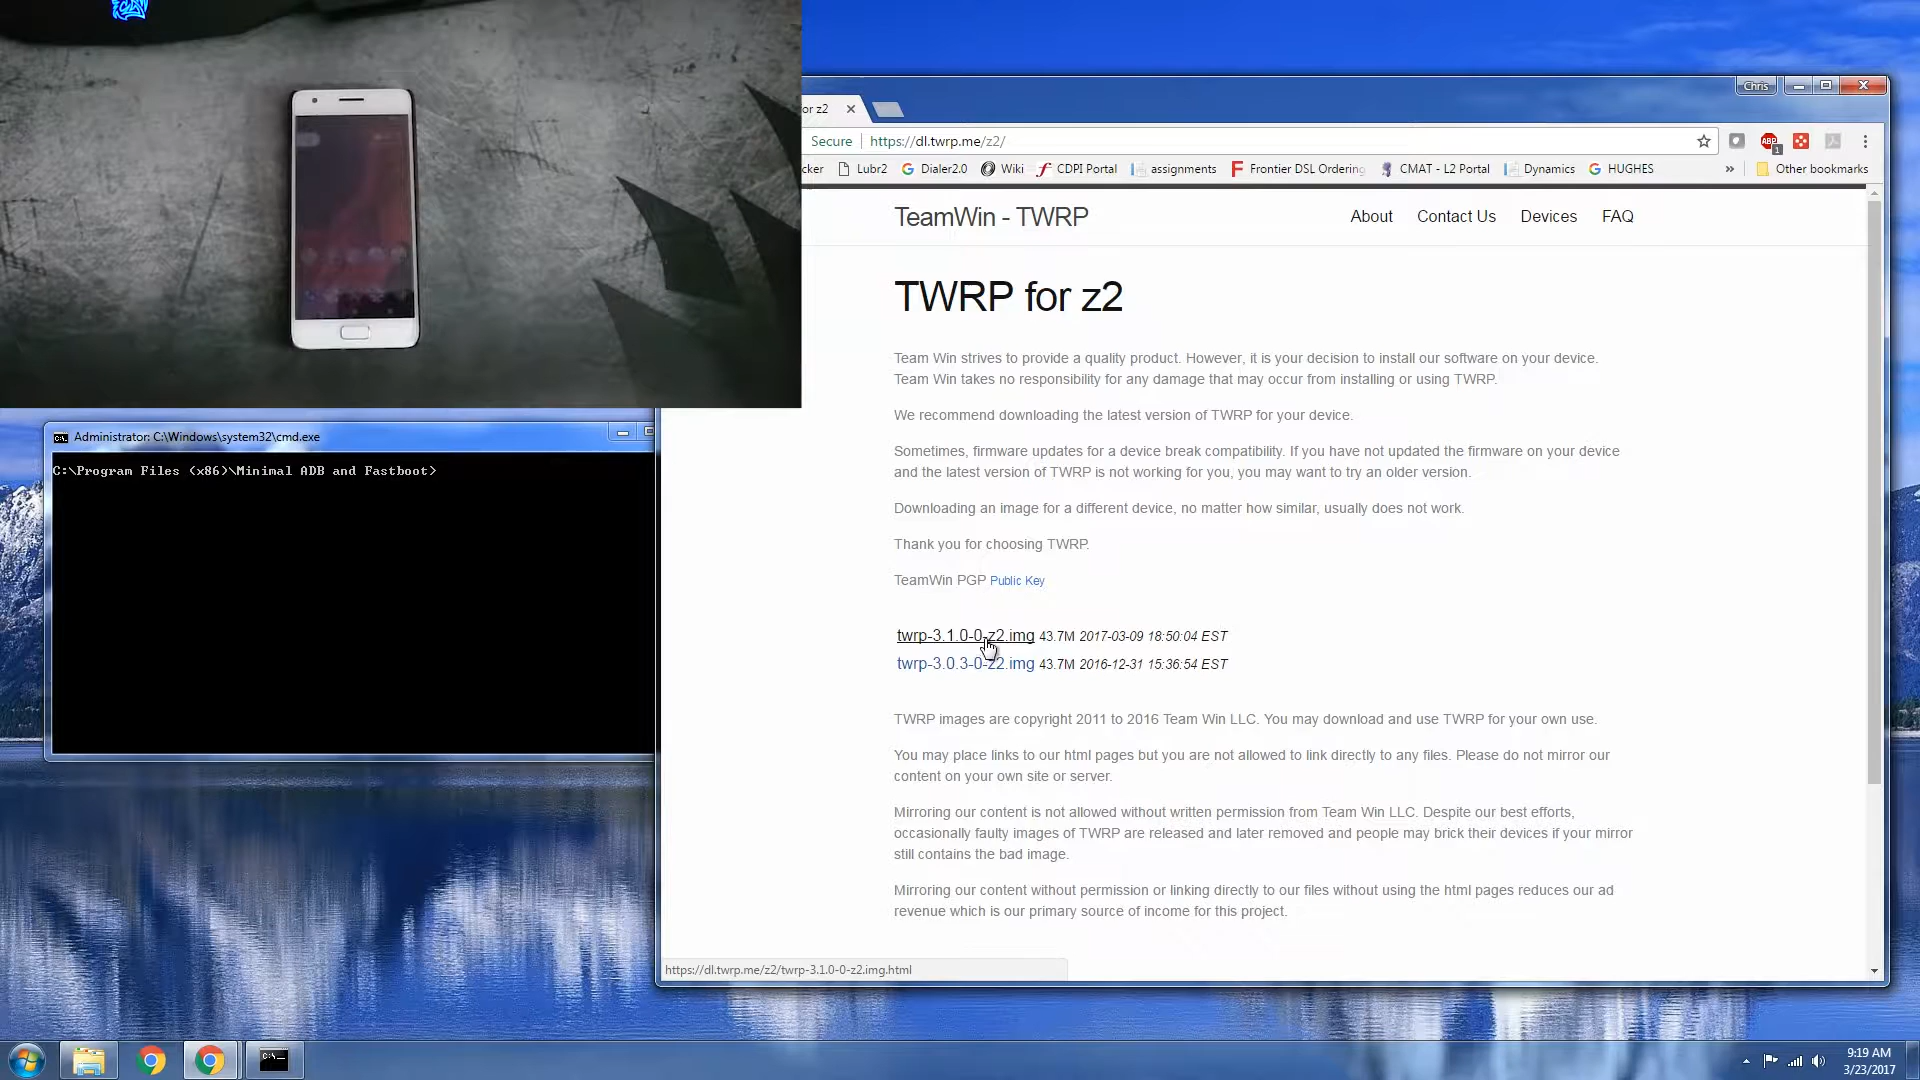 Chris
or z2
Secure
https://dl.twrp.me/z2/
cker
Lubr2
Dialer2.0
Wiki
CDPI Portal
assignments
Frontier DSL Ordering
CMAT - L2 Portal
Dynamics
HUGHES
»
Other bookmarks
TeamWin - TWRP
About
Contact Us
Devices
FAQ
TWRP for z2
Team Win strives to provide a quality product. However, it is your decision to install our software on your device.
Team Win takes no responsibility for any damage that may occur from installing or using TWRP.
We recommend downloading the latest version of TWRP for your device.
Sometimes, firmware updates for a device break compatibility. If you have not updated the firmware on your device
and the latest version of TWRP is not working for you, you may want to try an older version.
Downloading an image for a different device, no matter how similar, usually does not work.
Thank you for choosing TWRP.
TeamWin PGP Public Key
twrp-3.1.0-0-z2.img 43.7M 2017-03-09 18:50:04 EST
twrp-3.0.3-0-z2.img 43.7M 2016-12-31 15:36:54 EST
TWRP images are copyright 2011 to 2016 Team Win LLC. You may download and use TWRP for your own use.
You may place links to our html pages but you are not allowed to link directly to any files. Please do not mirror our
content on your own site or server.
Mirroring our content is not allowed without written permission from Team Win LLC. Despite our best efforts,
occasionally faulty images of TWRP are released and later removed and people may brick their devices if your mirror
still contains the bad image.
Mirroring our content without permission or linking directly to our files without using the html pages reduces our ad
revenue which is our primary source of income for this project.
https://dl.twrp.me/z2/twrp-3.1.0-0-z2.img.html
Administrator: C:\Windows\system32\cmd.exe
C:\Program Files (x86)\Minimal ADB and Fastboot>
9:19 AM
3/23/2017